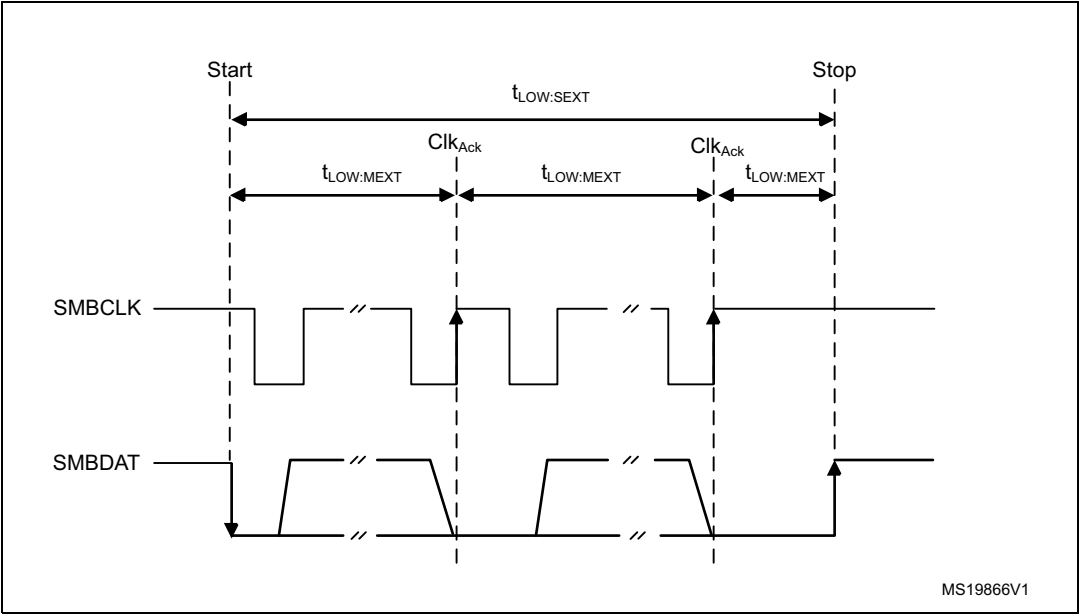 Start Stop
tLOW:SEXT
ClkAck ClkAck
tLOW:MEXT tLOW:MEXT tLOW:MEXT
SMBCLK
SMBDAT
MS19866V1